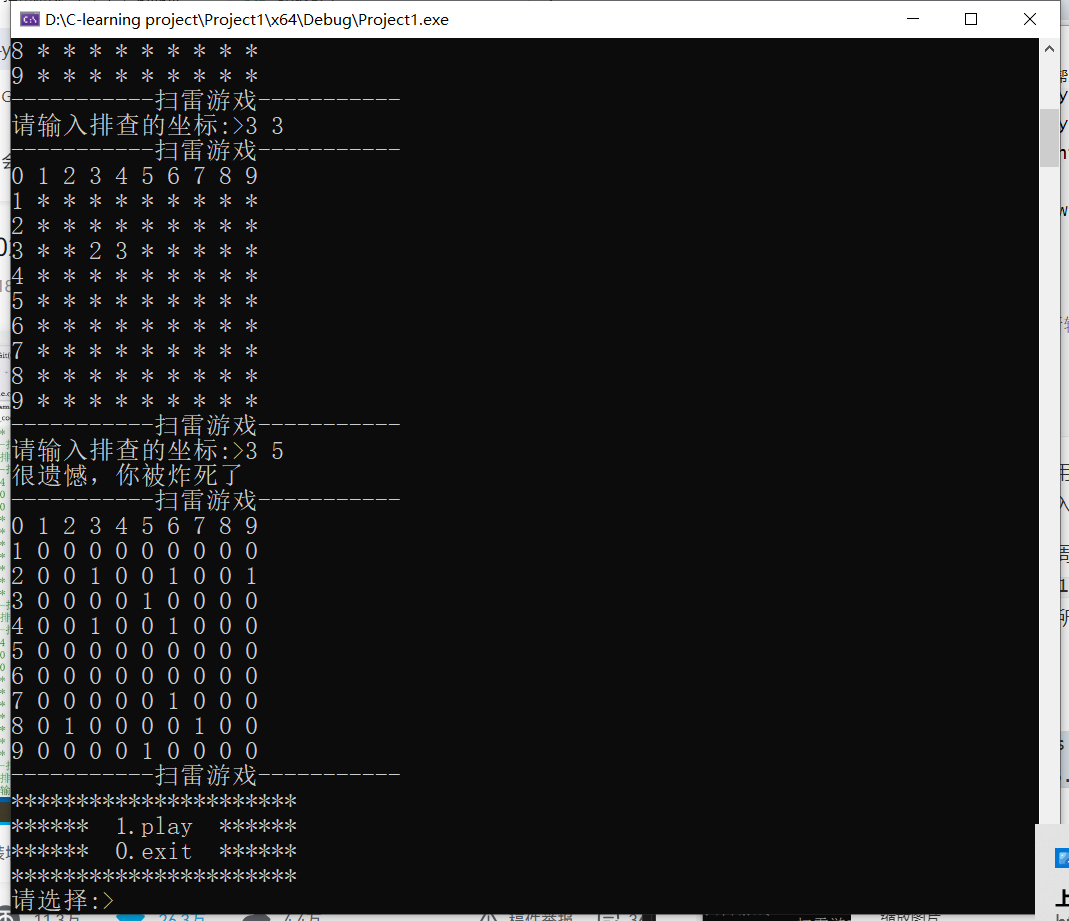 D:\C-learning project\Project1\x64\Debug\Project1.exe
8 * * * * * * * * *
9 * * * * * * * * *
-----------扫雷游戏-----------
请输入排查的坐标:>3 3
-----------扫雷游戏-----------
0 1 2 3 4 5 6 7 8 9
1 * * * * * * * * *
2 * * * * * * * * *
3 * * 2 3 * * * * *
4 * * * * * * * * *
5 * * * * * * * * *
6 * * * * * * * * *
7 * * * * * * * * *
8 * * * * * * * * *
9 * * * * * * * * *
-----------扫雷游戏-----------
请输入排查的坐标:>3 5
很遗憾，你被炸死了
-----------扫雷游戏-----------
0 1 2 3 4 5 6 7 8 9
1 0 0 0 0 0 0 0 0 0
2 0 0 1 0 0 1 0 0 1
3 0 0 0 0 1 0 0 0 0
4 0 0 1 0 0 1 0 0 0
5 0 0 0 0 0 0 0 0 0
6 0 0 0 0 0 0 0 0 0
7 0 0 0 0 0 1 0 0 0
8 0 1 0 0 0 0 1 0 0
9 0 0 0 0 1 0 0 0 0
-----------扫雷游戏-----------
**********************
******  1.play  ******
******  0.exit  ******
**********************
请选择:>